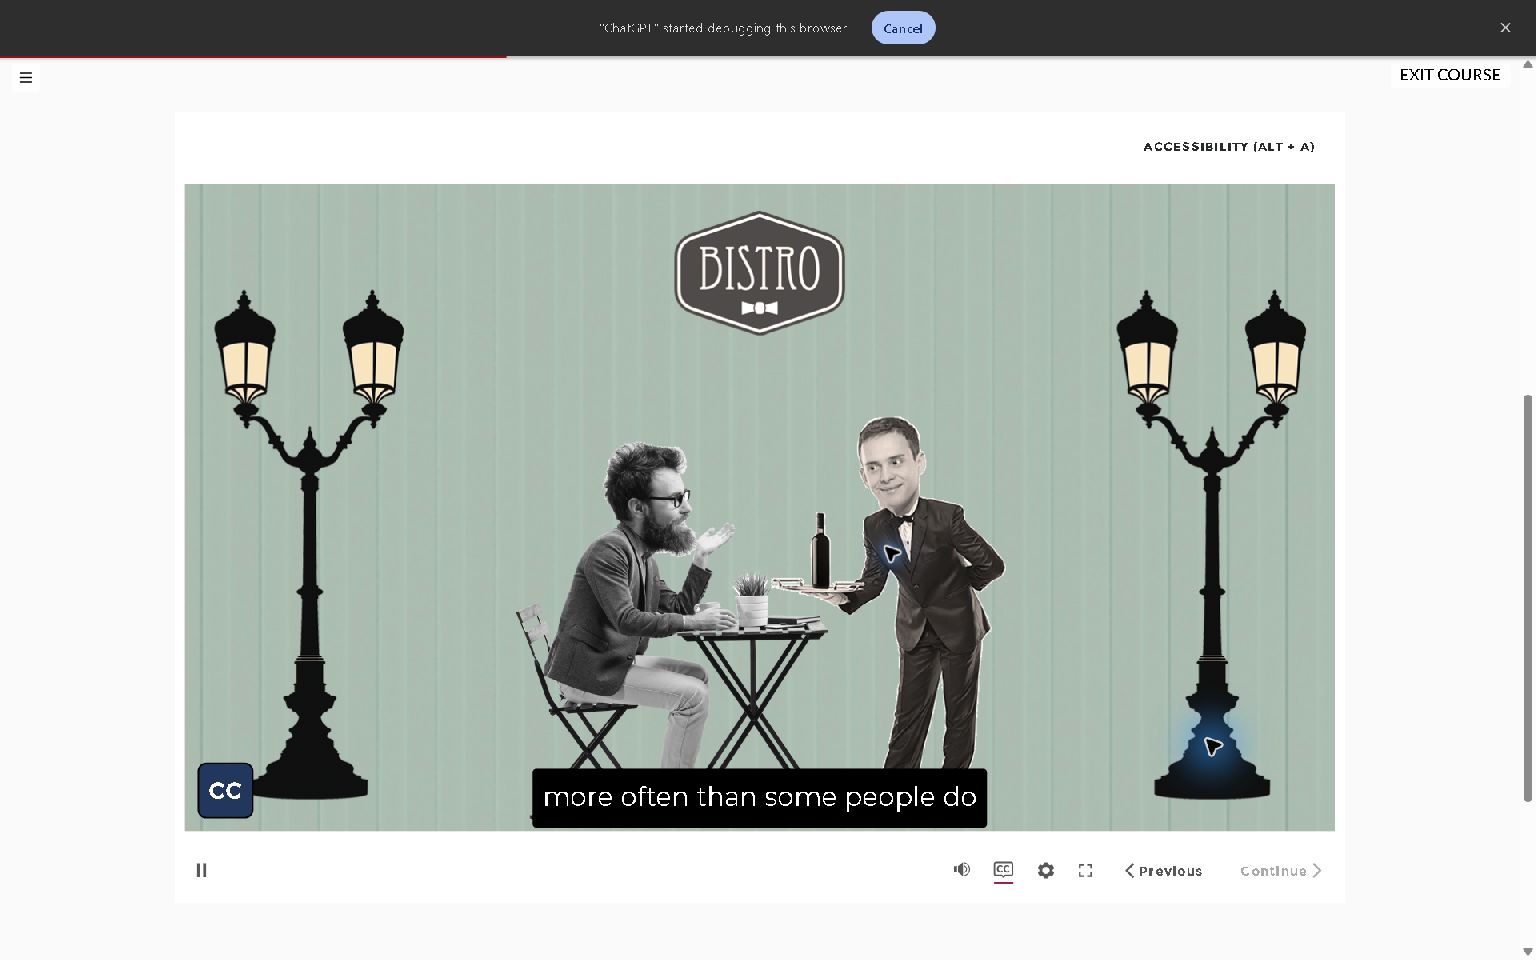 "ChatGPT" started debugging this browser
Cancel
EXIT COURSE
ACCESSIBILITY (ALT + A)
BISTRO
CC
more often than some people do
CC
Previous
Continue